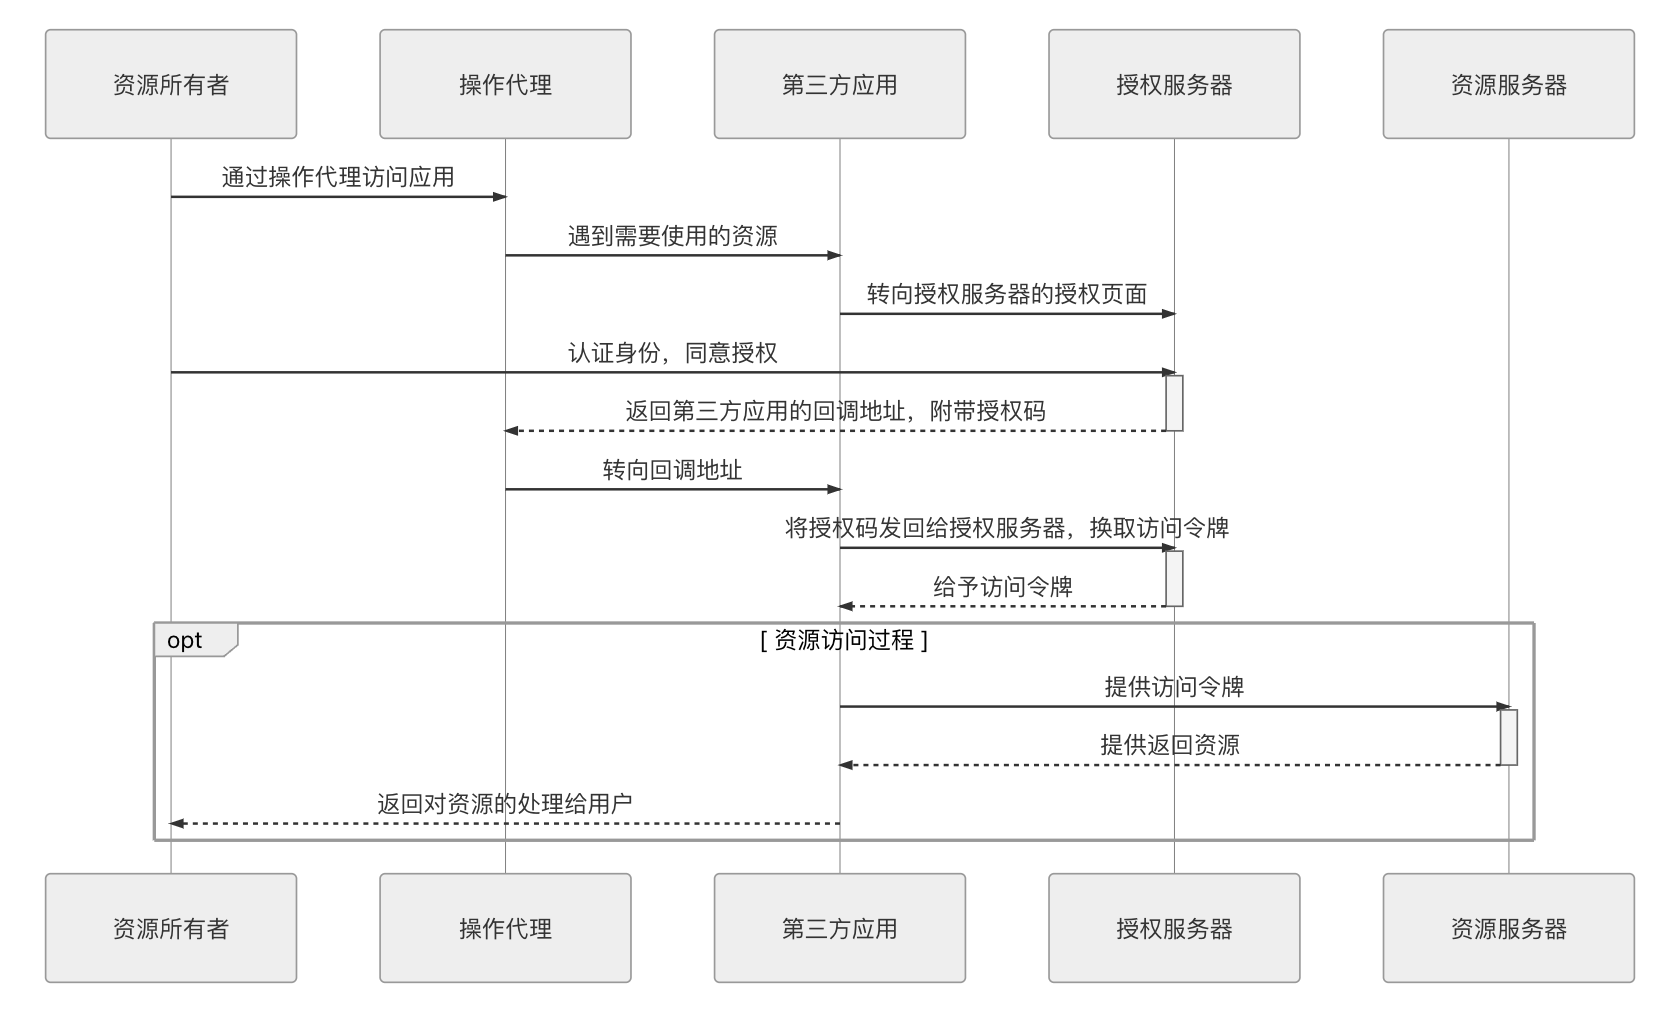 资源所有者
操作代理
第三方应用
授权服务器
资源服务器
通过操作代理访问应用
遇到需要使用的资源
转向授权服务器的授权页面
认证身份，同意授权
返回第三方应用的回调地址，附带授权码
转向回调地址
将授权码发回给授权服务器，换取访问令牌
给予访问令牌
opt
[ 资源访问过程 ]
提供访问令牌
提供返回资源
返回对资源的处理给用户
资源所有者
操作代理
第三方应用
授权服务器
资源服务器